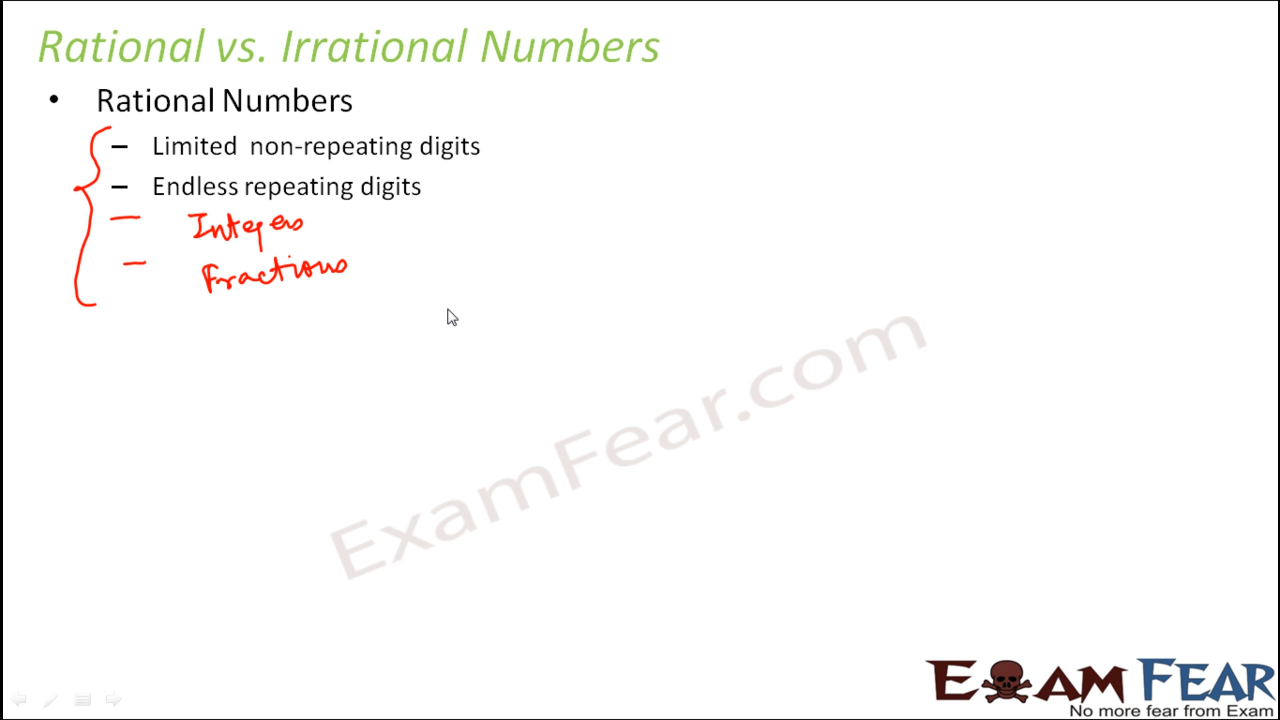 Rational vs. Irrational Numbers
• Rational Numbers
– Limited non-repeating digits
– Endless repeating digits
– Integers
– Fractions
ExamFear.com
EXAM FEAR
No more fear from Exam